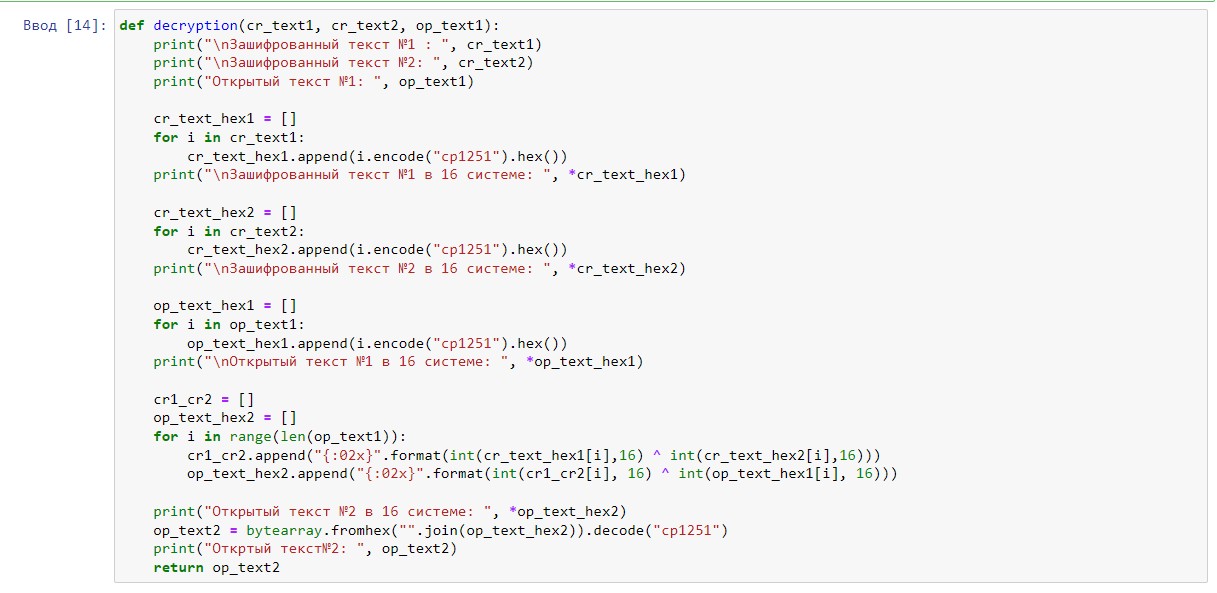 Ввод [14]: def decryption(cr_text1, cr_text2, op_text1):
    print("\nЗашифрованный текст №1 : ", cr_text1)
    print("\nЗашифрованный текст №2: ", cr_text2)
    print("Открытый текст №1: ", op_text1)

    cr_text_hex1 = []
    for i in cr_text1:
        cr_text_hex1.append(i.encode("cp1251").hex())
    print("\nЗашифрованный текст №1 в 16 системе: ", *cr_text_hex1)

    cr_text_hex2 = []
    for i in cr_text2:
        cr_text_hex2.append(i.encode("cp1251").hex())
    print("\nЗашифрованный текст №2 в 16 системе: ", *cr_text_hex2)

    op_text_hex1 = []
    for i in op_text1:
        op_text_hex1.append(i.encode("cp1251").hex())
    print("\nОткрытый текст №1 в 16 системе: ", *op_text_hex1)

    cr1_cr2 = []
    op_text_hex2 = []
    for i in range(len(op_text1)):
        cr1_cr2.append("{:02x}".format(int(cr_text_hex1[i],16) ^ int(cr_text_hex2[i],16)))
        op_text_hex2.append("{:02x}".format(int(cr1_cr2[i], 16) ^ int(op_text_hex1[i], 16)))

    print("Открытый текст №2 в 16 системе: ", *op_text_hex2)
    op_text2 = bytearray.fromhex("".join(op_text_hex2)).decode("cp1251")
    print("Откртый текст№2: ", op_text2)
    return op_text2